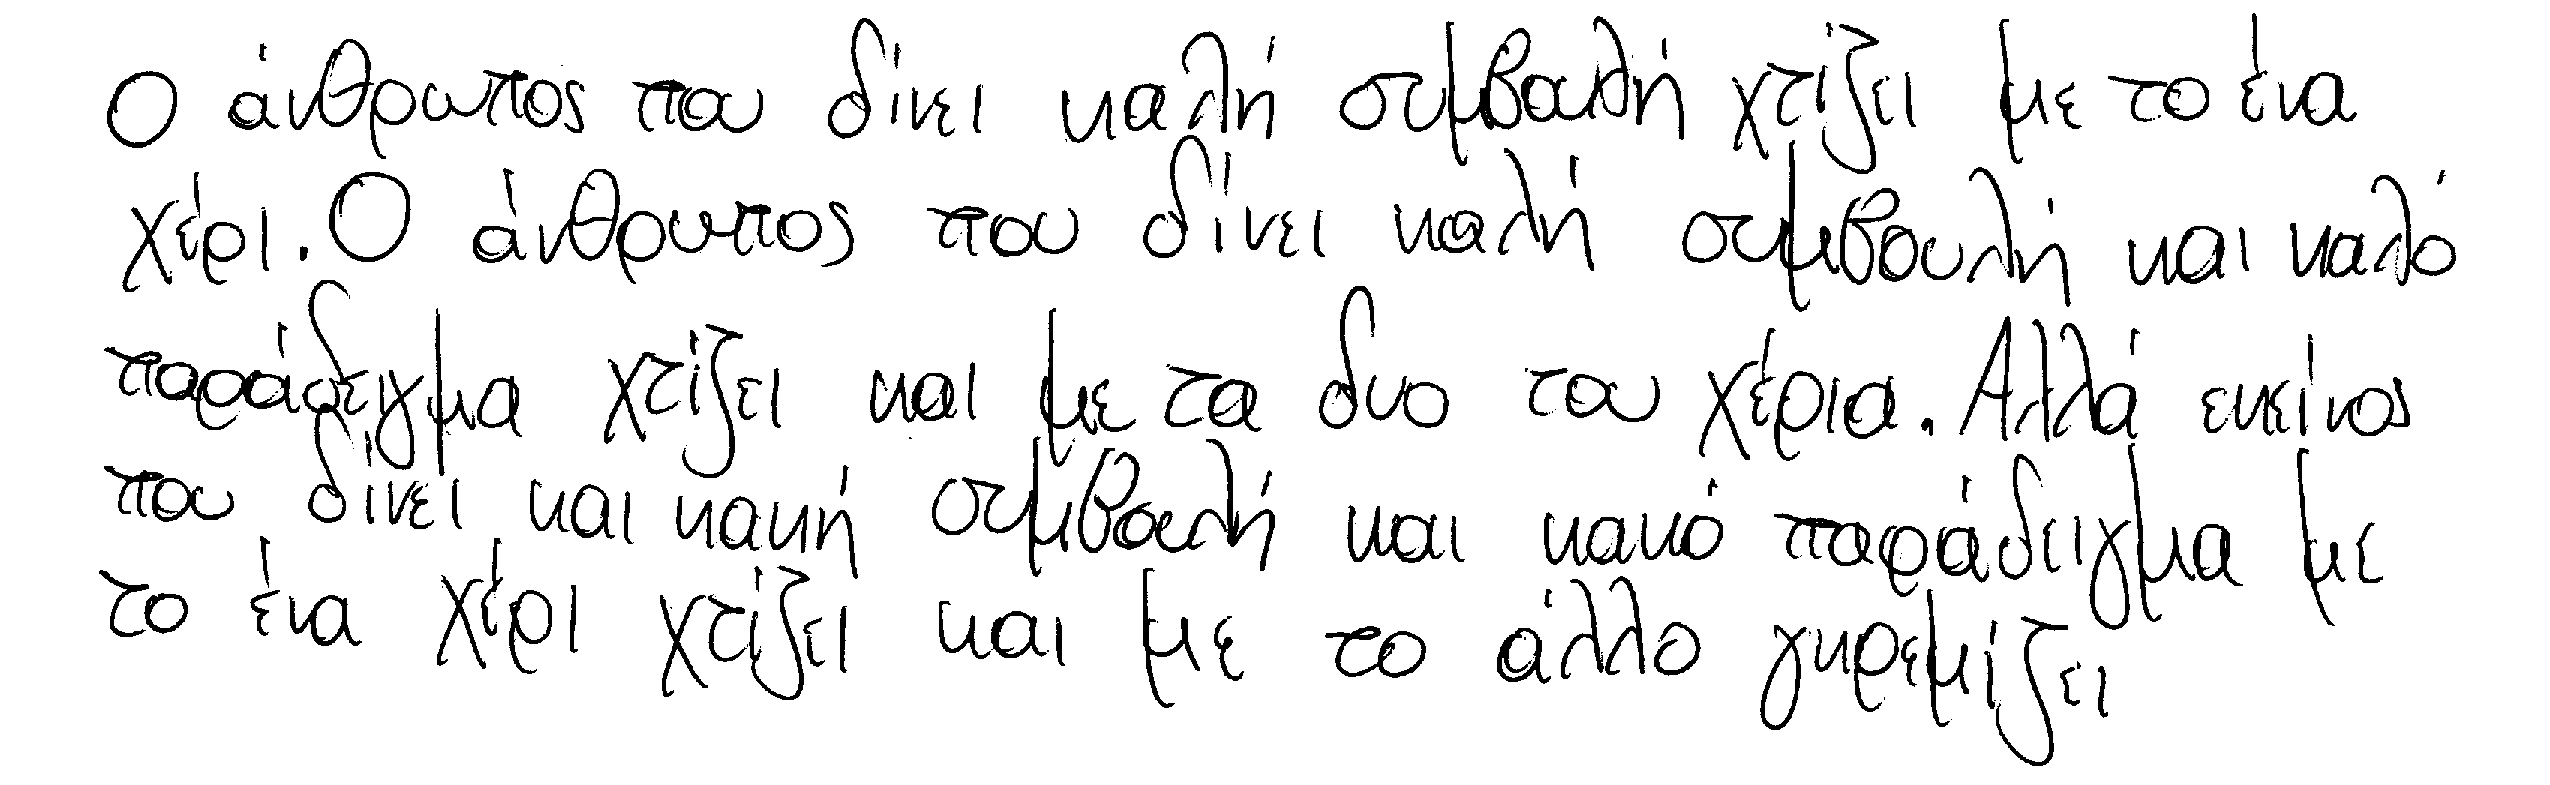 Ο άνθρωπος που δίνει καλή συμβουλή χτίζει με το ένα
χέρι. Ο άνθρωπος που δίνει καλή συμβουλή και καλό
παράδειγμα χτίζει και με τα δυο του χέρια. Αλλά εκείνος
που δίνει και κακή συμβουλή και κακό παράδειγμα με
το ένα χέρι χτίζει και με το άλλο γκρεμίζει